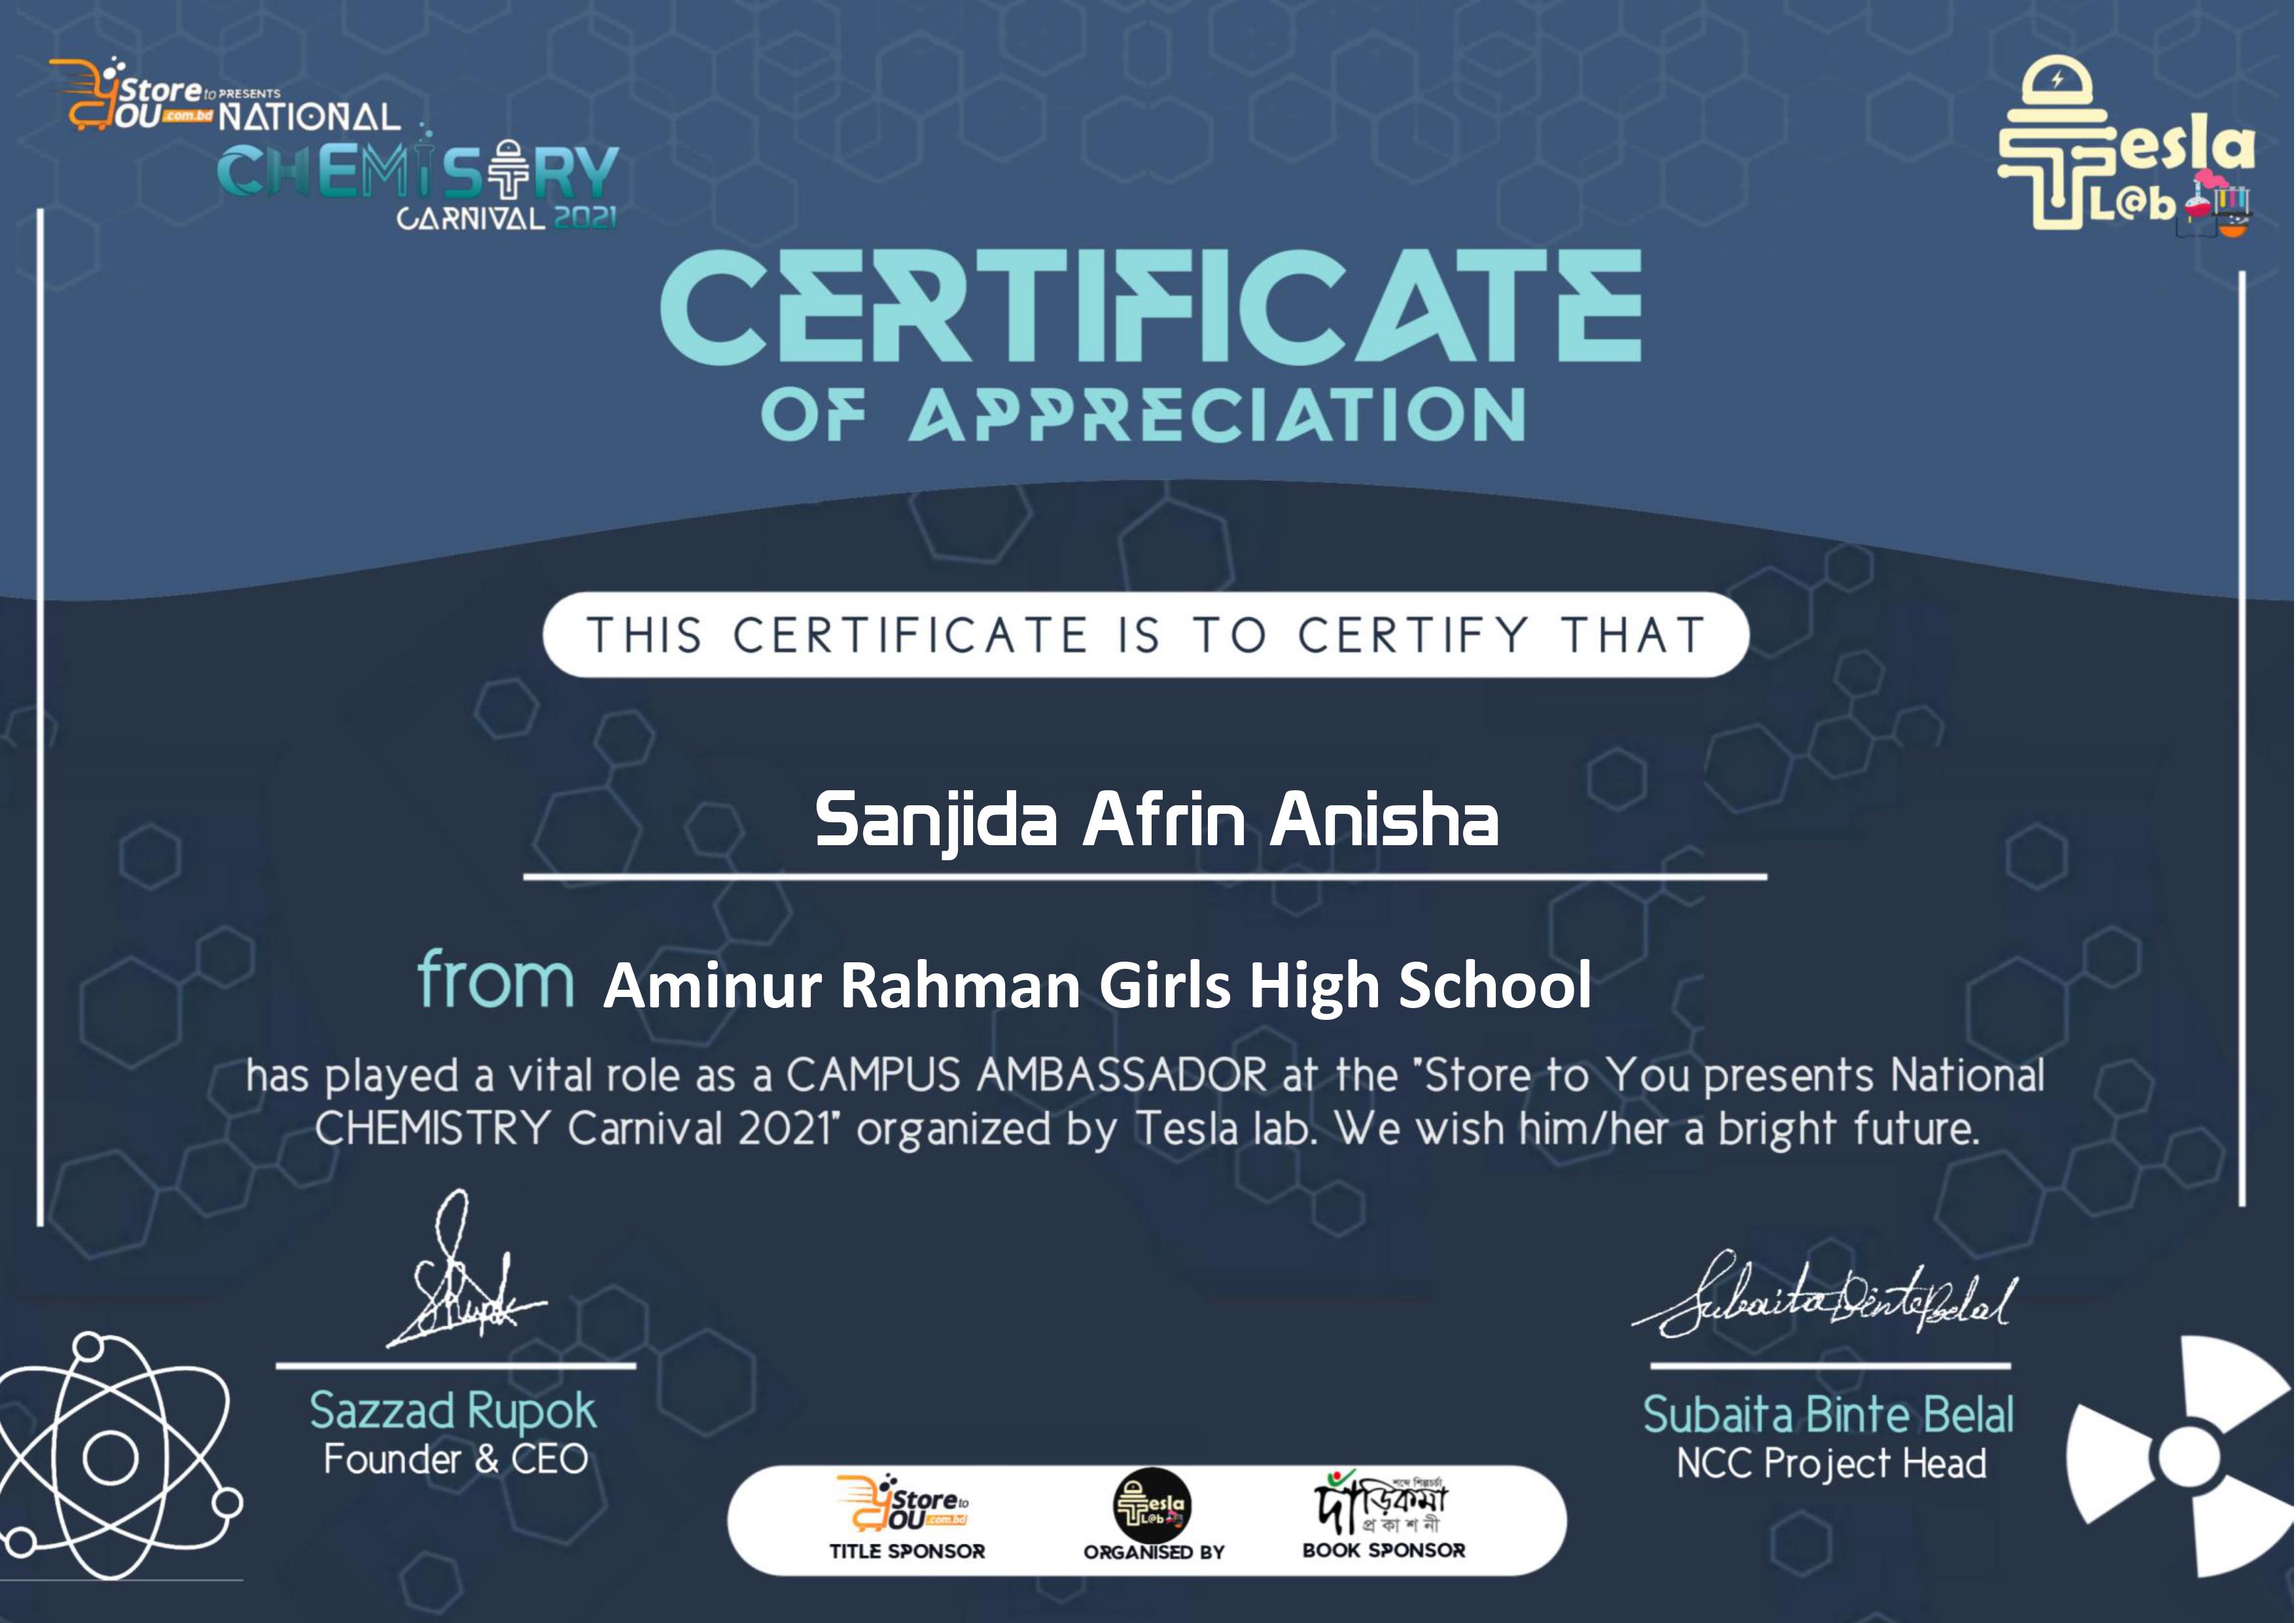 Store to PRESENTS
YOU .com.bd NATIONAL
CHEMISTRY
CARNIVAL 2021
Tesla
L@b
CERTIFICATE
OF APPRECIATION
THIS CERTIFICATE IS TO CERTIFY THAT
Sanjida Afrin Anisha
from Aminur Rahman Girls High School
has played a vital role as a CAMPUS AMBASSADOR at the "Store to You presents National
CHEMISTRY Carnival 2021" organized by Tesla lab. We wish him/her a bright future.
Subaita Binte Belal
Sazzad Rupok
Founder & CEO
Subaita Binte Belal
NCC Project Head
Store to
YOU .com.bd
TITLE SPONSOR
Tesla
L@b
ORGANISED BY
শব্দে শিল্পচর্চা
দাঁড়িকমা
প্রকাশনী
BOOK SPONSOR